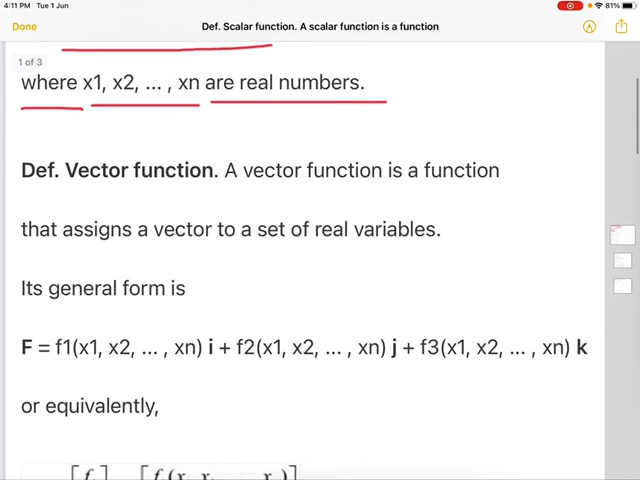 4:11 PM Tue 1 Jun
81%
Done
Def. Scalar function. A scalar function is a function
1 of 3
where x1, x2, ... , xn are real numbers.
Def. Vector function. A vector function is a function
that assigns a vector to a set of real variables.
Its general form is
F = f1(x1, x2, ... , xn) i + f2(x1, x2, ... , xn) j + f3(x1, x2, ... , xn) k
or equivalently,